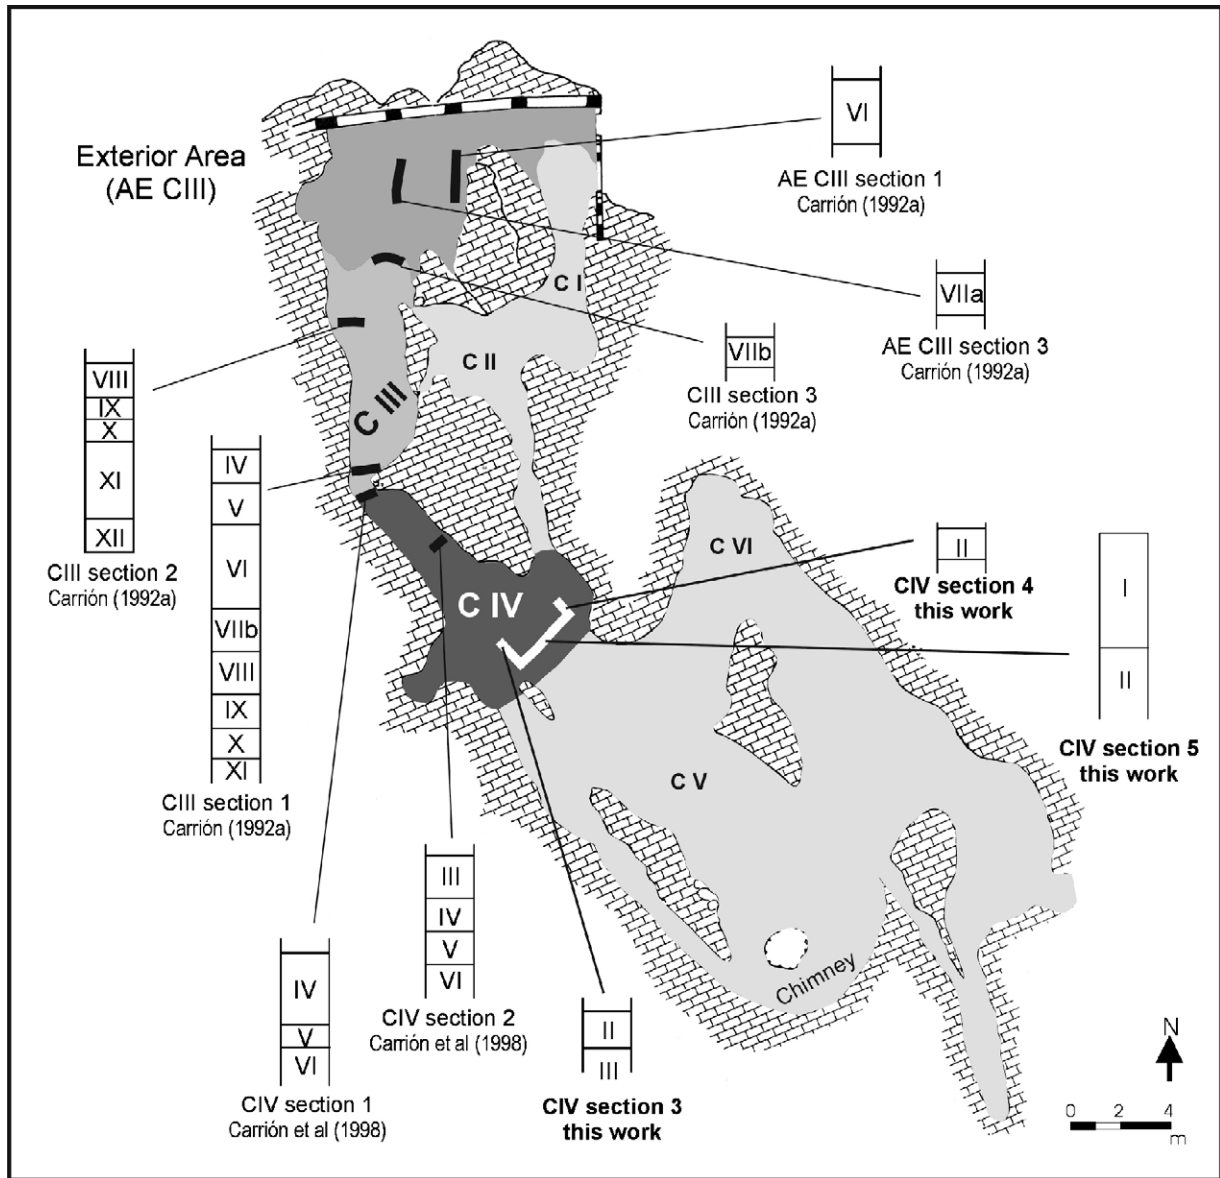 Exterior Area
(AE CIII)
VI
AE CIII section 1
Carrión (1992a)
VIIa
AE CIII section 3
Carrión (1992a)
VIIb
CIII section 3
Carrión (1992a)
C I
C II
C III
VIII
IX
X
XI
XII
CIII section 2
Carrión (1992a)
IV
V
VI
VIIb
VIII
IX
X
XI
CIII section 1
Carrión (1992a)
C IV
C VI
C V
Chimney
II
CIV section 4
this work
I
II
CIV section 5
this work
III
IV
V
VI
CIV section 2
Carrión et al (1998)
IV
V
VI
CIV section 1
Carrión et al (1998)
II
III
CIV section 3
this work
N
0 2 4
m